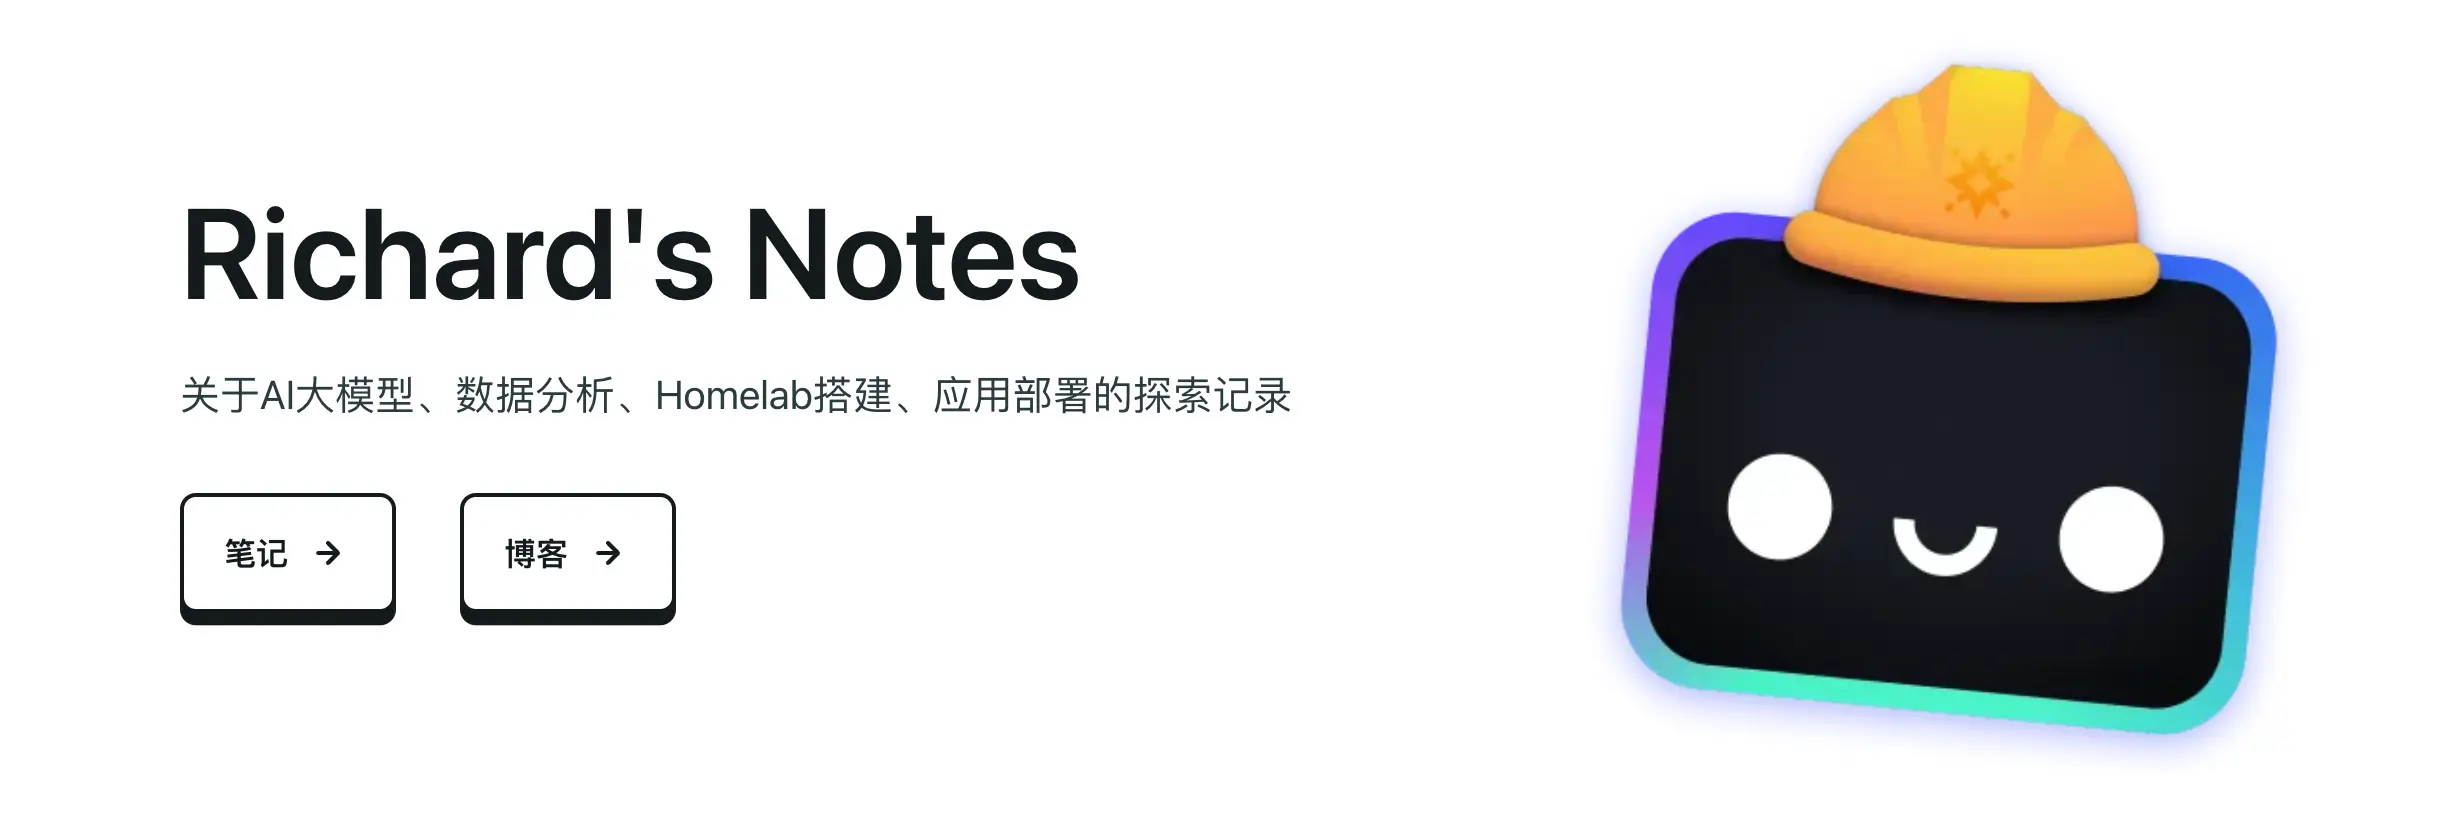 Richard's Notes
关于AI大模型、数据分析、Homelab搭建、应用部署的探索记录
笔记 →
博客 →